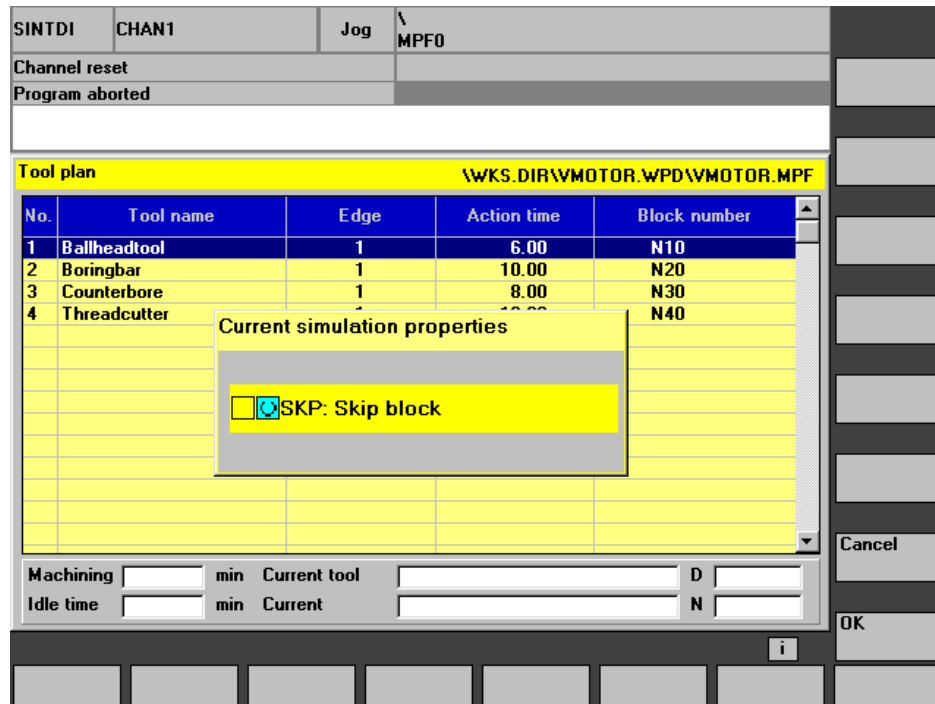 SINTDI CHAN1 Jog \
MPF0
Channel reset
Program aborted
Tool plan \WKS.DIR\VMOTOR.WPD\VMOTOR.MPF
No. Tool name Edge Action time Block number
1 Ballheadtool 1 6.00 N10
2 Boringbar 1 10.00 N20
3 Counterbore 1 8.00 N30
4 Threadcutter N40
Current simulation properties
SKP: Skip block
Cancel
Machining min Current tool D
Idle time min Current N
OK
i